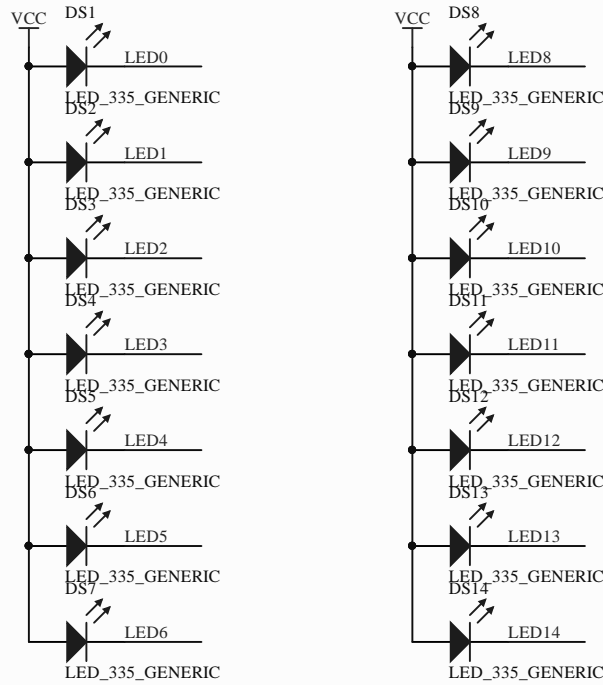 VCC
DS1
LED0
LED_335_GENERIC
DS2
LED1
LED_335_GENERIC
DS3
LED2
LED_335_GENERIC
DS4
LED3
LED_335_GENERIC
DS5
LED4
LED_335_GENERIC
DS6
LED5
LED_335_GENERIC
DS7
LED6
LED_335_GENERIC
VCC
DS8
LED8
LED_335_GENERIC
DS9
LED9
LED_335_GENERIC
DS10
LED10
LED_335_GENERIC
DS11
LED11
LED_335_GENERIC
DS12
LED12
LED_335_GENERIC
DS13
LED13
LED_335_GENERIC
DS14
LED14
LED_335_GENERIC